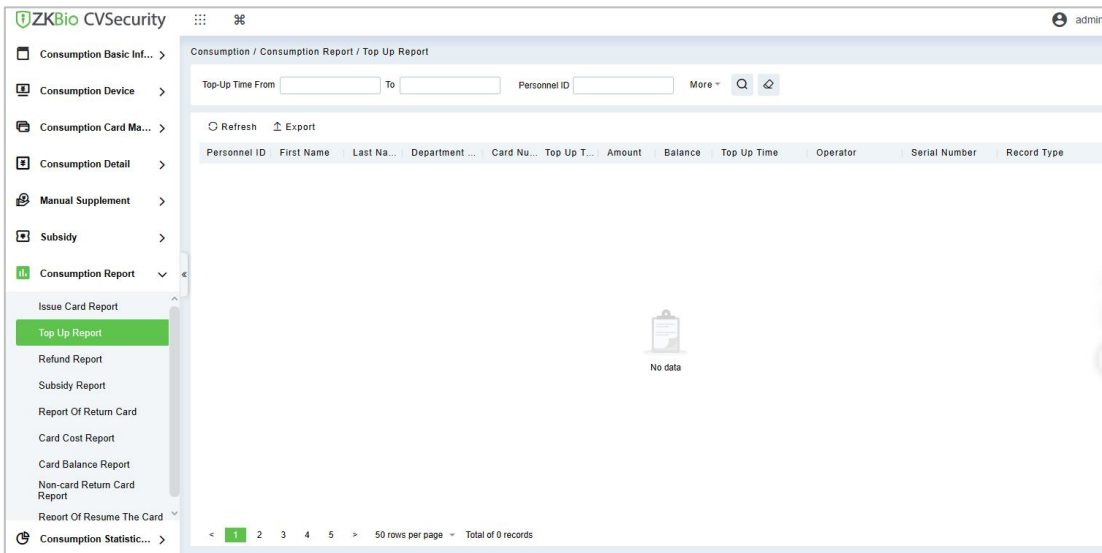 ZKBio CVSecurity
admin
Consumption Basic Inf...
Consumption Device
Consumption Card Ma...
Consumption Detail
Manual Supplement
Subsidy
Consumption Report
Issue Card Report
Top Up Report
Refund Report
Subsidy Report
Report Of Return Card
Card Cost Report
Card Balance Report
Non-card Return Card
Report
Report Of Resume The Card
Consumption Statistic...
Consumption / Consumption Report / Top Up Report
Top-Up Time From To Personnel ID More
Refresh Export
Personnel ID First Name Last Na... Department ... Card Nu... Top Up T... Amount Balance Top Up Time Operator Serial Number Record Type
No data
< 1 2 3 4 5 > 50 rows per page Total of 0 records